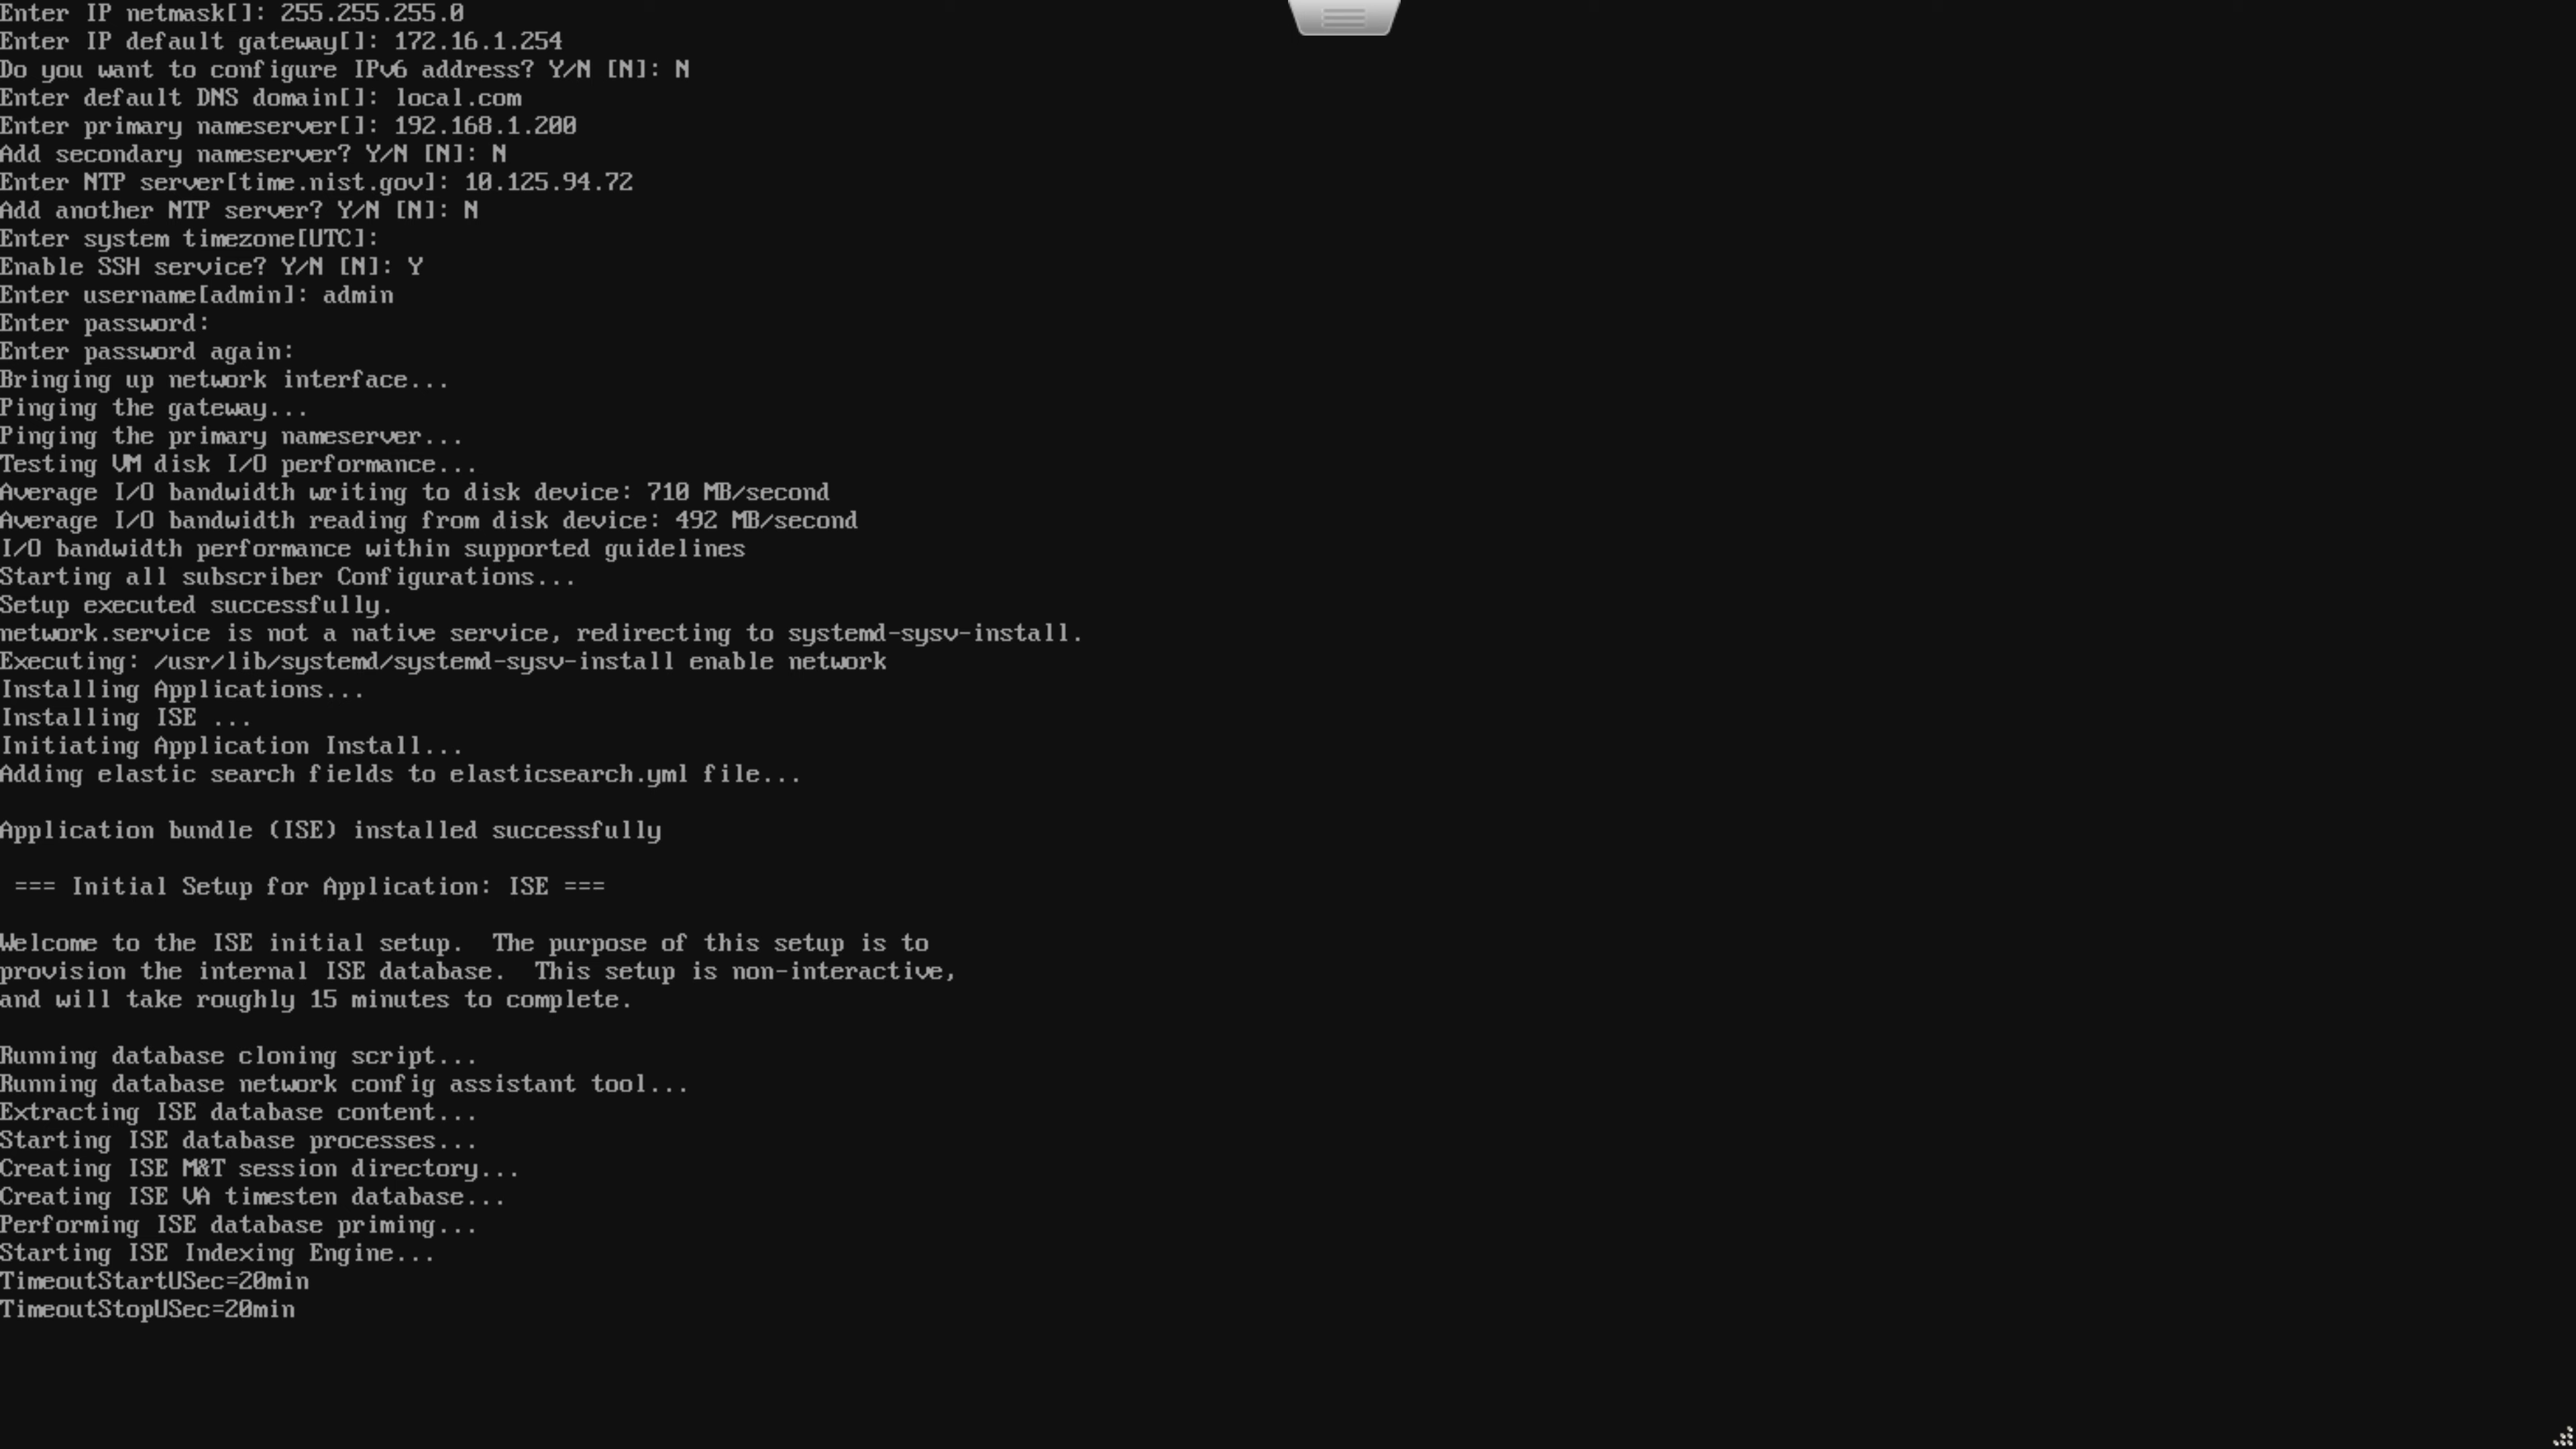 Enter IP netmask[]: 255.255.255.0
Enter IP default gateway[]: 172.16.1.254
Do you want to configure IPv6 address? Y/N [N]: N
Enter default DNS domain[]: local.com
Enter primary nameserver[]: 192.168.1.200
Add secondary nameserver? Y/N [N]: N
Enter NTP server[time.nist.gov]: 10.125.94.72
Add another NTP server? Y/N [N]: N
Enter system timezone[UTC]:
Enable SSH service? Y/N [N]: Y
Enter username[admin]: admin
Enter password:
Enter password again:
Bringing up network interface...
Pinging the gateway...
Pinging the primary nameserver...
Testing VM disk I/O performance...
Average I/O bandwidth writing to disk device: 710 MB/second
Average I/O bandwidth reading from disk device: 492 MB/second
I/O bandwidth performance within supported guidelines
Starting all subscriber Configurations...
Setup executed successfully.
network.service is not a native service, redirecting to systemd-sysv-install.
Executing: /usr/lib/systemd/systemd-sysv-install enable network
Installing Applications...
Installing ISE ...
Initiating Application Install...
Adding elastic search fields to elasticsearch.yml file...
Application bundle (ISE) installed successfully
=== Initial Setup for Application: ISE ===
Welcome to the ISE initial setup.  The purpose of this setup is to
provision the internal ISE database.  This setup is non-interactive,
and will take roughly 15 minutes to complete.
Running database cloning script...
Running database network config assistant tool...
Extracting ISE database content...
Starting ISE database processes...
Creating ISE M&T session directory...
Creating ISE VA timesten database...
Performing ISE database priming...
Starting ISE Indexing Engine...
TimeoutStartUSec=20min
TimeoutStopUSec=20min